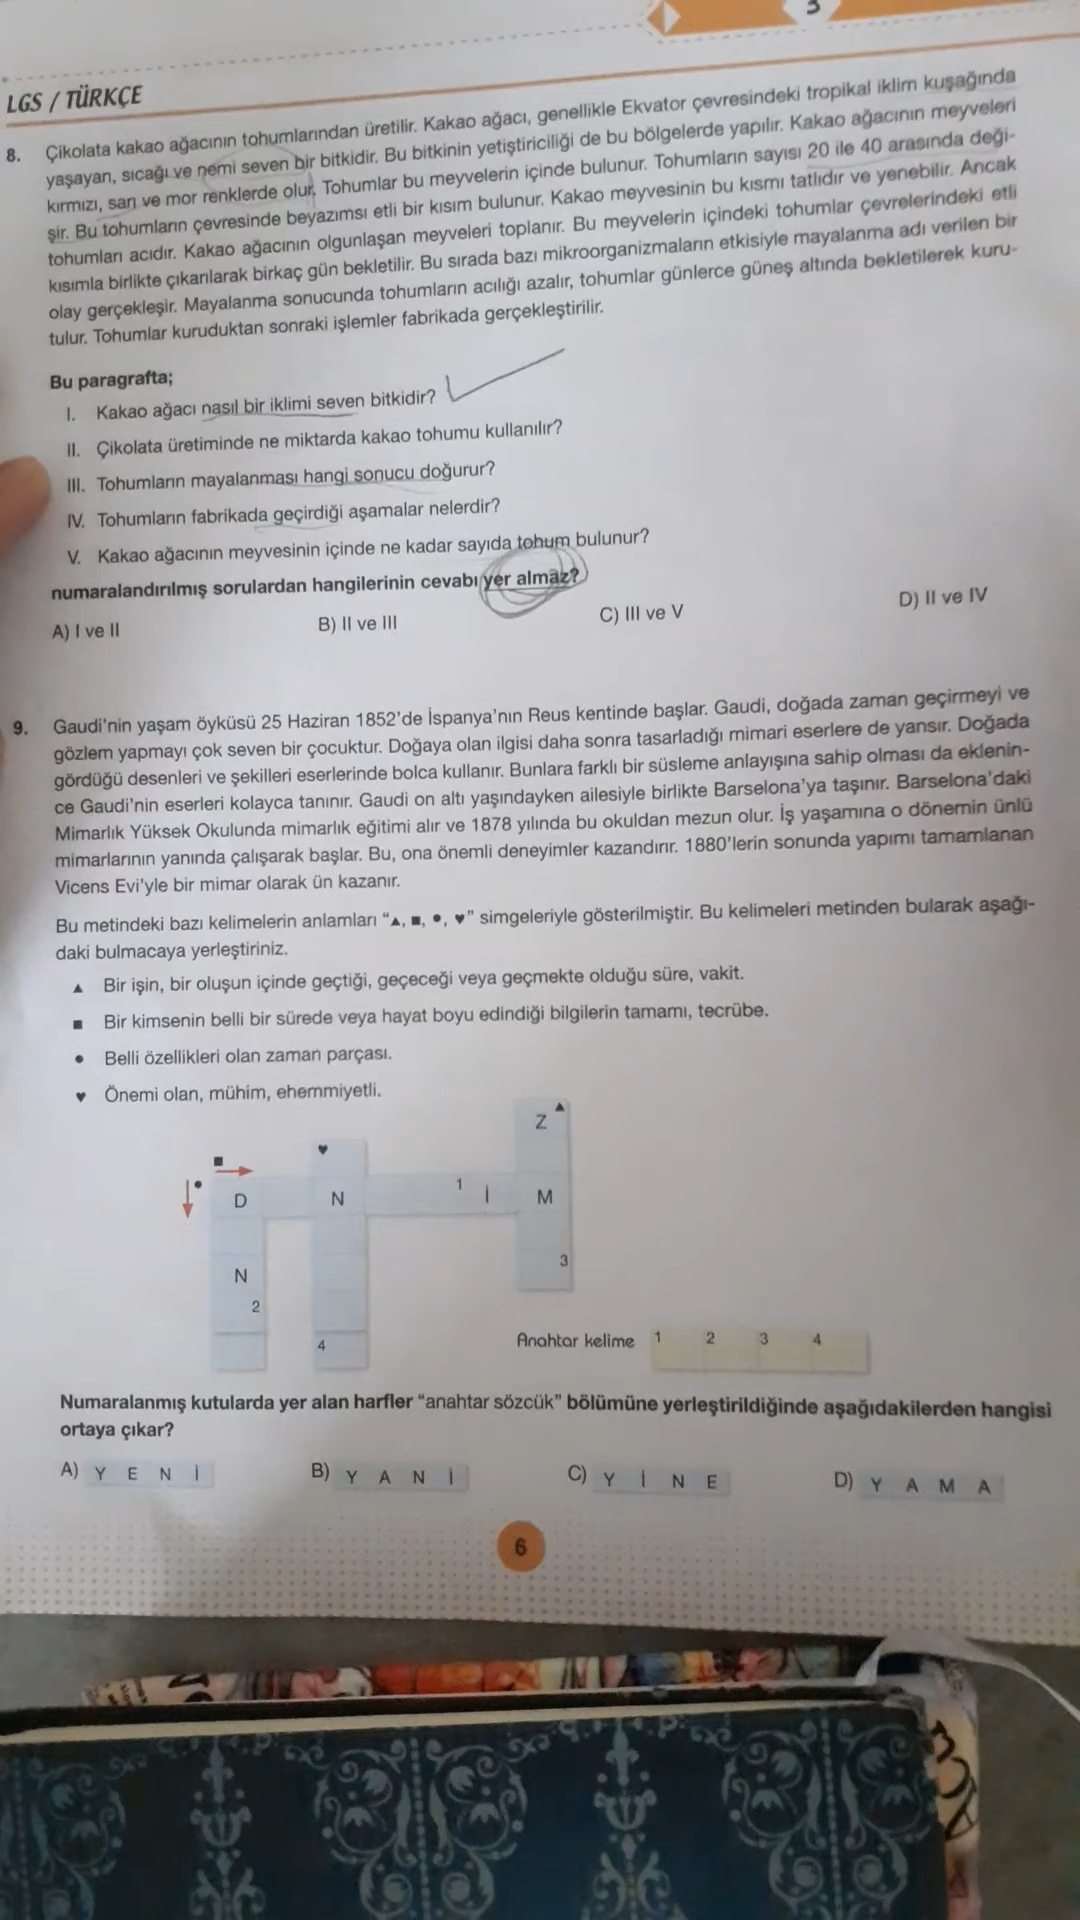 3
LGS / TÜRKÇE
8. Çikolata kakao ağacının tohumlarından üretilir. Kakao ağacı, genellikle Ekvator çevresindeki tropikal iklim kuşağında
yaşayan, sıcağı ve nemi seven bir bitkidir. Bu bitkinin yetiştiriciliği de bu bölgelerde yapılır. Kakao ağacının meyveleri
kırmızı, sarı ve mor renklerde olur. Tohumlar bu meyvelerin içinde bulunur. Tohumların sayısı 20 ile 40 arasında deği-
şir. Bu tohumların çevresinde beyazımsı etli bir kısım bulunur. Kakao meyvesinin bu kısmı tatlıdır ve yenebilir. Ancak
tohumları acıdır. Kakao ağacının olgunlaşan meyveleri toplanır. Bu meyvelerin içindeki tohumlar çevrelerindeki etli
kısımla birlikte çıkarılarak birkaç gün bekletilir. Bu sırada bazı mikroorganizmaların etkisiyle mayalanma adı verilen bir
olay gerçekleşir. Mayalanma sonucunda tohumların acılığı azalır, tohumlar günlerce güneş altında bekletilerek kuru-
tulur. Tohumlar kuruduktan sonraki işlemler fabrikada gerçekleştirilir.
Bu paragrafta;
I. Kakao ağacı nasıl bir iklimi seven bitkidir?
II. Çikolata üretiminde ne miktarda kakao tohumu kullanılır?
III. Tohumların mayalanması hangi sonucu doğurur?
IV. Tohumların fabrikada geçirdiği aşamalar nelerdir?
V. Kakao ağacının meyvesinin içinde ne kadar sayıda tohum bulunur?
numaralandırılmış sorulardan hangilerinin cevabı yer almaz?
A) I ve II B) II ve III C) III ve V D) II ve IV
9. Gaudi'nin yaşam öyküsü 25 Haziran 1852'de İspanya'nın Reus kentinde başlar. Gaudi, doğada zaman geçirmeyi ve
gözlem yapmayı çok seven bir çocuktur. Doğaya olan ilgisi daha sonra tasarladığı mimari eserlere de yansır. Doğada
gördüğü desenleri ve şekilleri eserlerinde bolca kullanır. Bunlara farklı bir süsleme anlayışına sahip olması da eklenin-
ce Gaudi'nin eserleri kolayca tanınır. Gaudi on altı yaşındayken ailesiyle birlikte Barselona'ya taşınır. Barselona'daki
Mimarlık Yüksek Okulunda mimarlık eğitimi alır ve 1878 yılında bu okuldan mezun olur. İş yaşamına o dönemin ünlü
mimarlarının yanında çalışarak başlar. Bu, ona önemli deneyimler kazandırır. 1880'lerin sonunda yapımı tamamlanan
Vicens Evi'yle bir mimar olarak ün kazanır.
Bu metindeki bazı kelimelerin anlamları "▲, ■, ●, ♥" simgeleriyle gösterilmiştir. Bu kelimeleri metinden bularak aşağı-
daki bulmacaya yerleştiriniz.
▲ Bir işin, bir oluşun içinde geçtiği, geçeceği veya geçmekte olduğu süre, vakit.
■ Bir kimsenin belli bir sürede veya hayat boyu edindiği bilgilerin tamamı, tecrübe.
● Belli özellikleri olan zaman parçası.
♥ Önemi olan, mühim, ehemmiyetli.
Z ▲
■ ♥
● D N 1 İ M
N 3
2
4
Anahtar kelime 1 2 3 4
Numaralanmış kutularda yer alan harfler "anahtar sözcük" bölümüne yerleştirildiğinde aşağıdakilerden hangisi
ortaya çıkar?
A) Y E N İ B) Y A N İ C) Y İ N E D) Y A M A
6